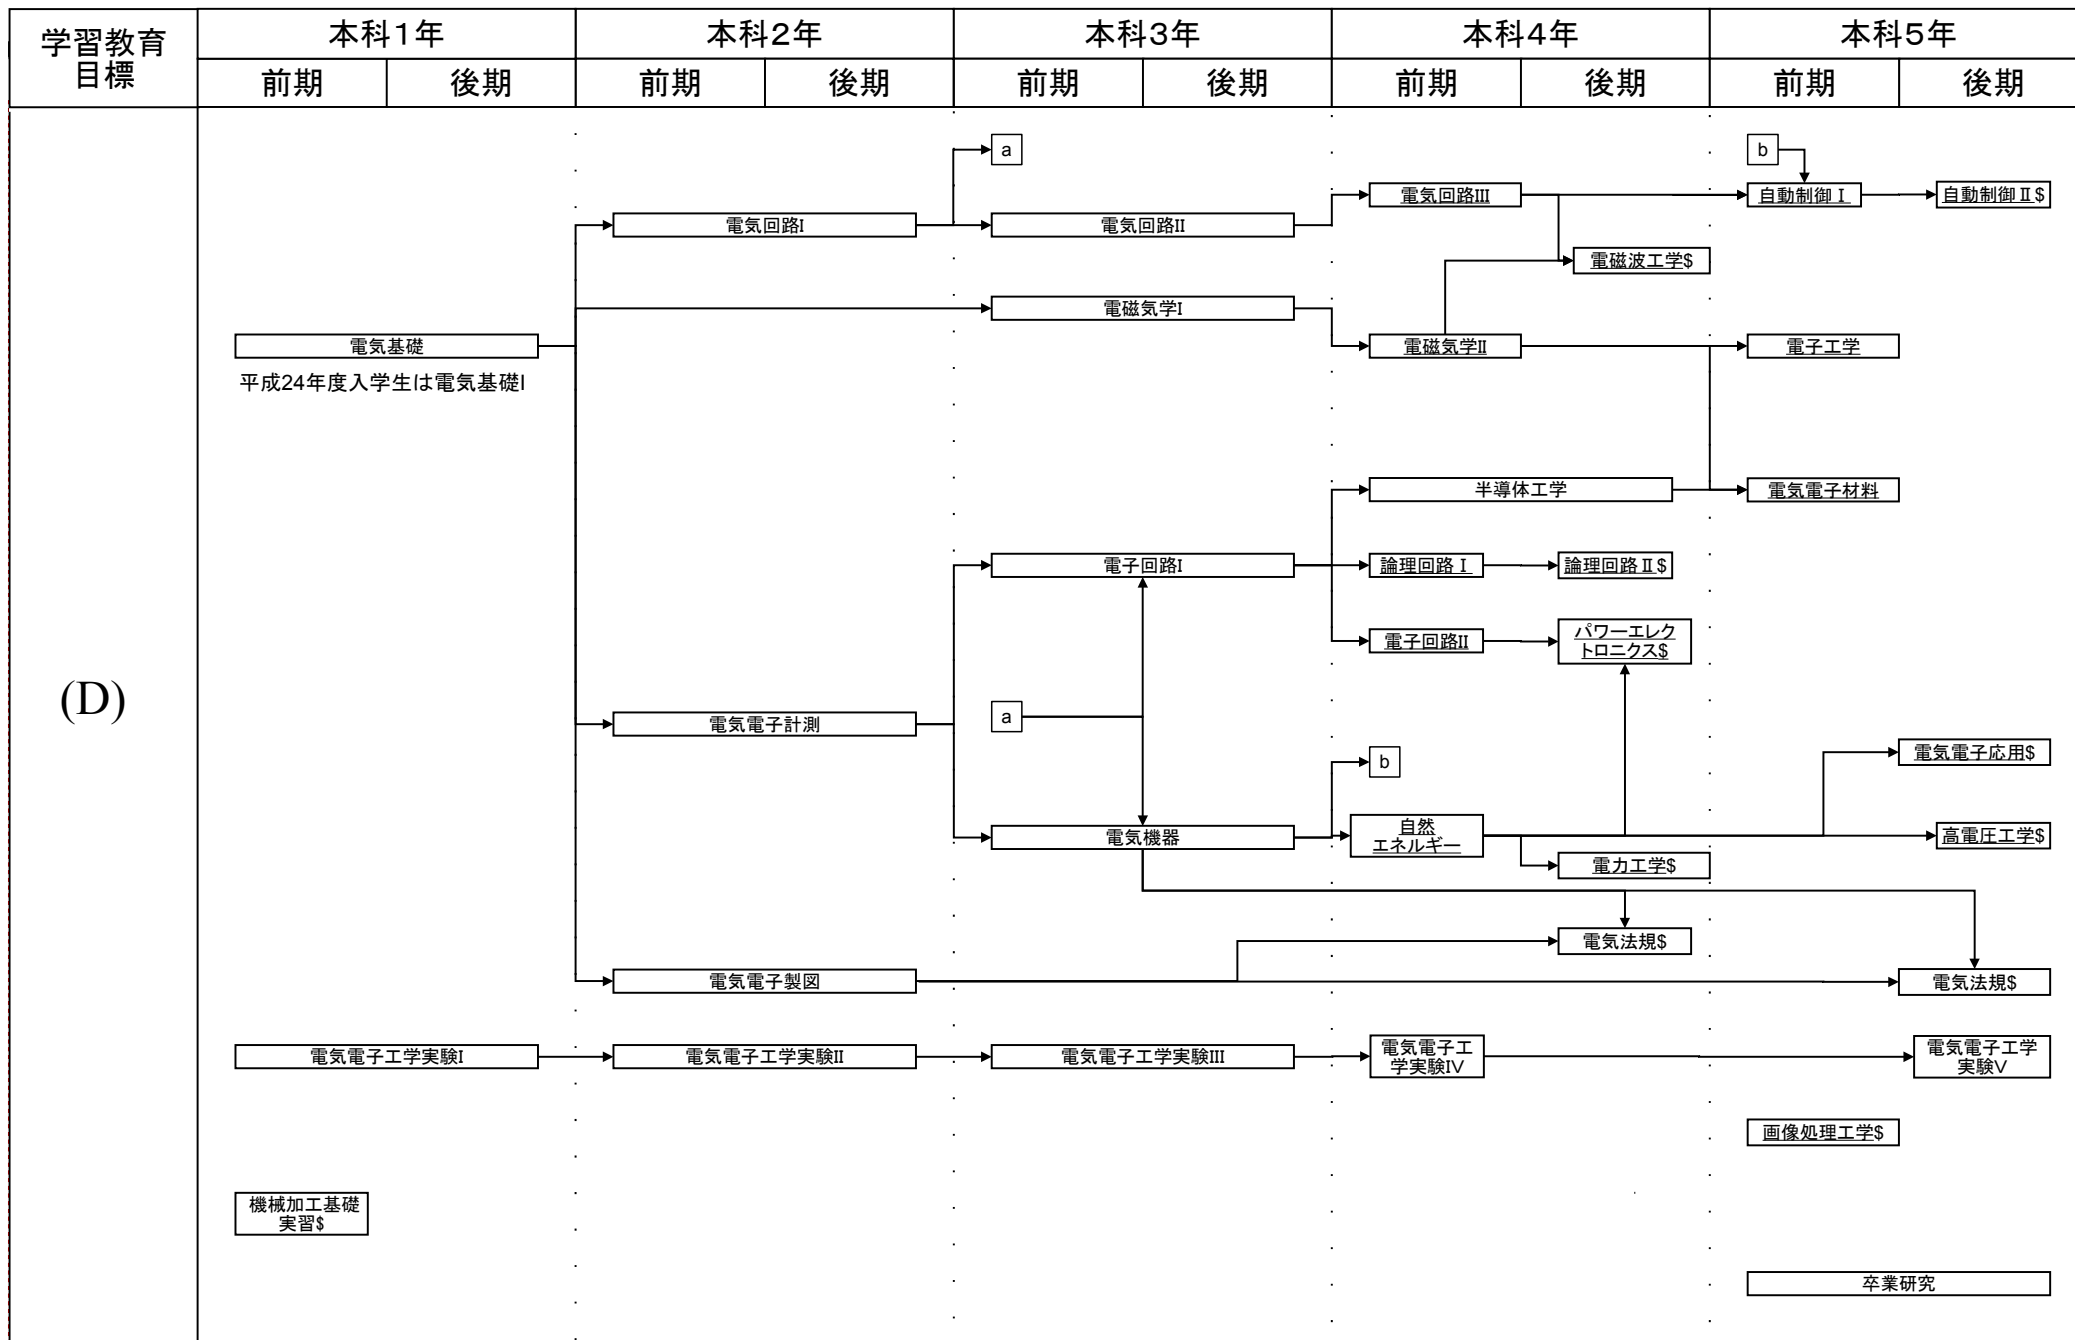 学習教育
目標
本科1年
本科2年
本科3年
本科4年
本科5年
前期
後期
前期
後期
前期
後期
前期
後期
前期
後期
(D)
a
b
電気回路III
自動制御Ⅰ
自動制御Ⅱ$
電気回路I
電気回路II
電磁波工学$
電磁気学I
電気基礎
電磁気学II
電子工学
平成24年度入学生は電気基礎I
半導体工学
電気電子材料
電子回路I
論理回路Ⅰ
論理回路Ⅱ$
電子回路II
パワーエレク
トロニクス$
a
電気電子計測
b
電気電子応用$
電気機器
自然
エネルギー
高電圧工学$
電力工学$
電気法規$
電気電子製図
電気法規$
電気電子工学実験I
電気電子工学実験II
電気電子工学実験III
電気電子工
学実験IV
電気電子工学
実験V
画像処理工学$
機械加工基礎
実習$
卒業研究